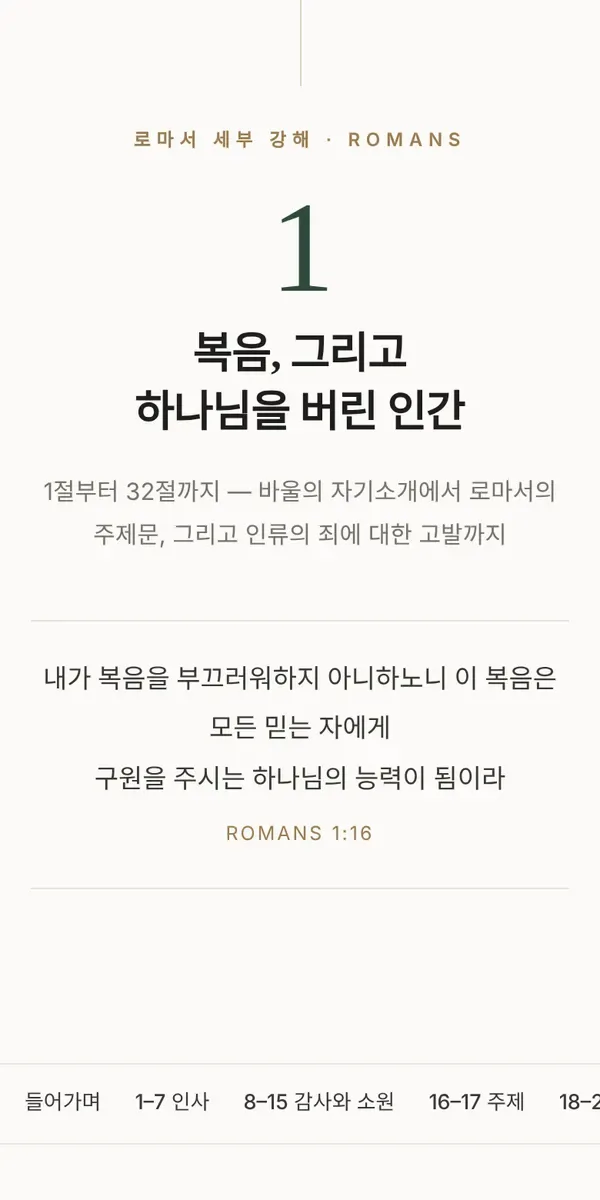 로마서 세부 강해 · ROMANS
1
복음, 그리고
하나님을 버린 인간
1절부터 32절까지 — 바울의 자기소개에서 로마서의
주제문, 그리고 인류의 죄에 대한 고발까지
내가 복음을 부끄러워하지 아니하노니 이 복음은
모든 믿는 자에게
구원을 주시는 하나님의 능력이 됨이라
ROMANS 1:16
들어가며 1–7 인사 8–15 감사와 소원 16–17 주제 18–2